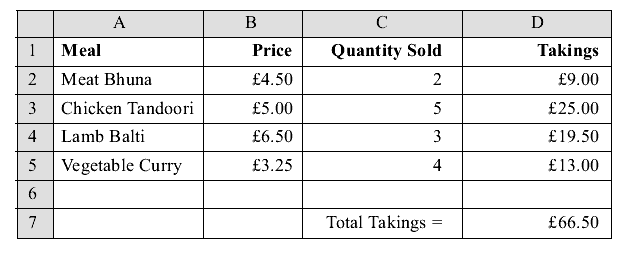 A B C D
1 Meal Price Quantity Sold Takings
2 Meat Bhuna £4.50 2 £9.00
3 Chicken Tandoori £5.00 5 £25.00
4 Lamb Balti £6.50 3 £19.50
5 Vegetable Curry £3.25 4 £13.00
6
7 Total Takings = £66.50